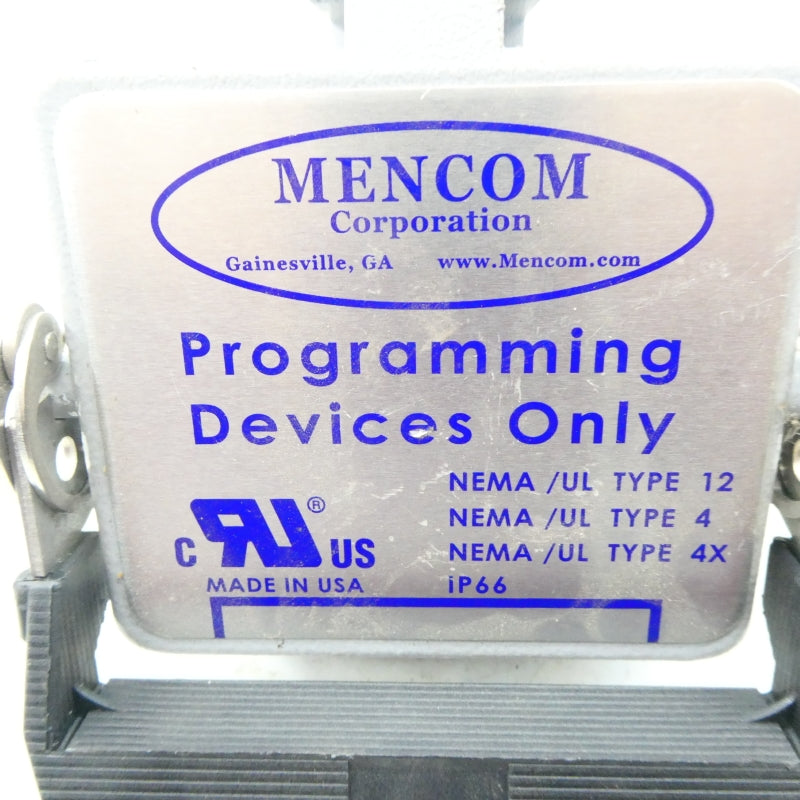 MENCOM
Corporation
Gainesville, GA www.Mencom.com
Programming
Devices Only
NEMA /UL TYPE 12
NEMA /UL TYPE 4
NEMA /UL TYPE 4X
iP66
c RU ® US
MADE IN USA